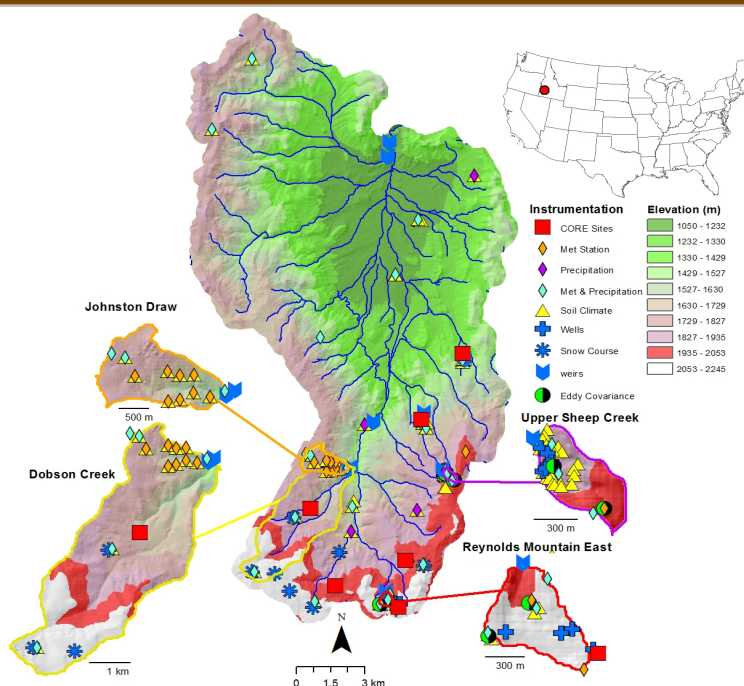 Instrumentation
CORE Sites
Met Station
Precipitation
Met & Precipitation
Soil Climate
Wells
Snow Course
weirs
Eddy Covariance
Elevation (m)
1050 - 1232
1232 - 1330
1330 - 1429
1429 - 1527
1527- 1630
1630 - 1729
1729 - 1827
1827 - 1935
1935 - 2053
2053 - 2245
Johnston Draw
500 m
Dobson Creek
1 km
Upper Sheep Creek
300 m
Reynolds Mountain East
300 m
N
0 1.5 3 km